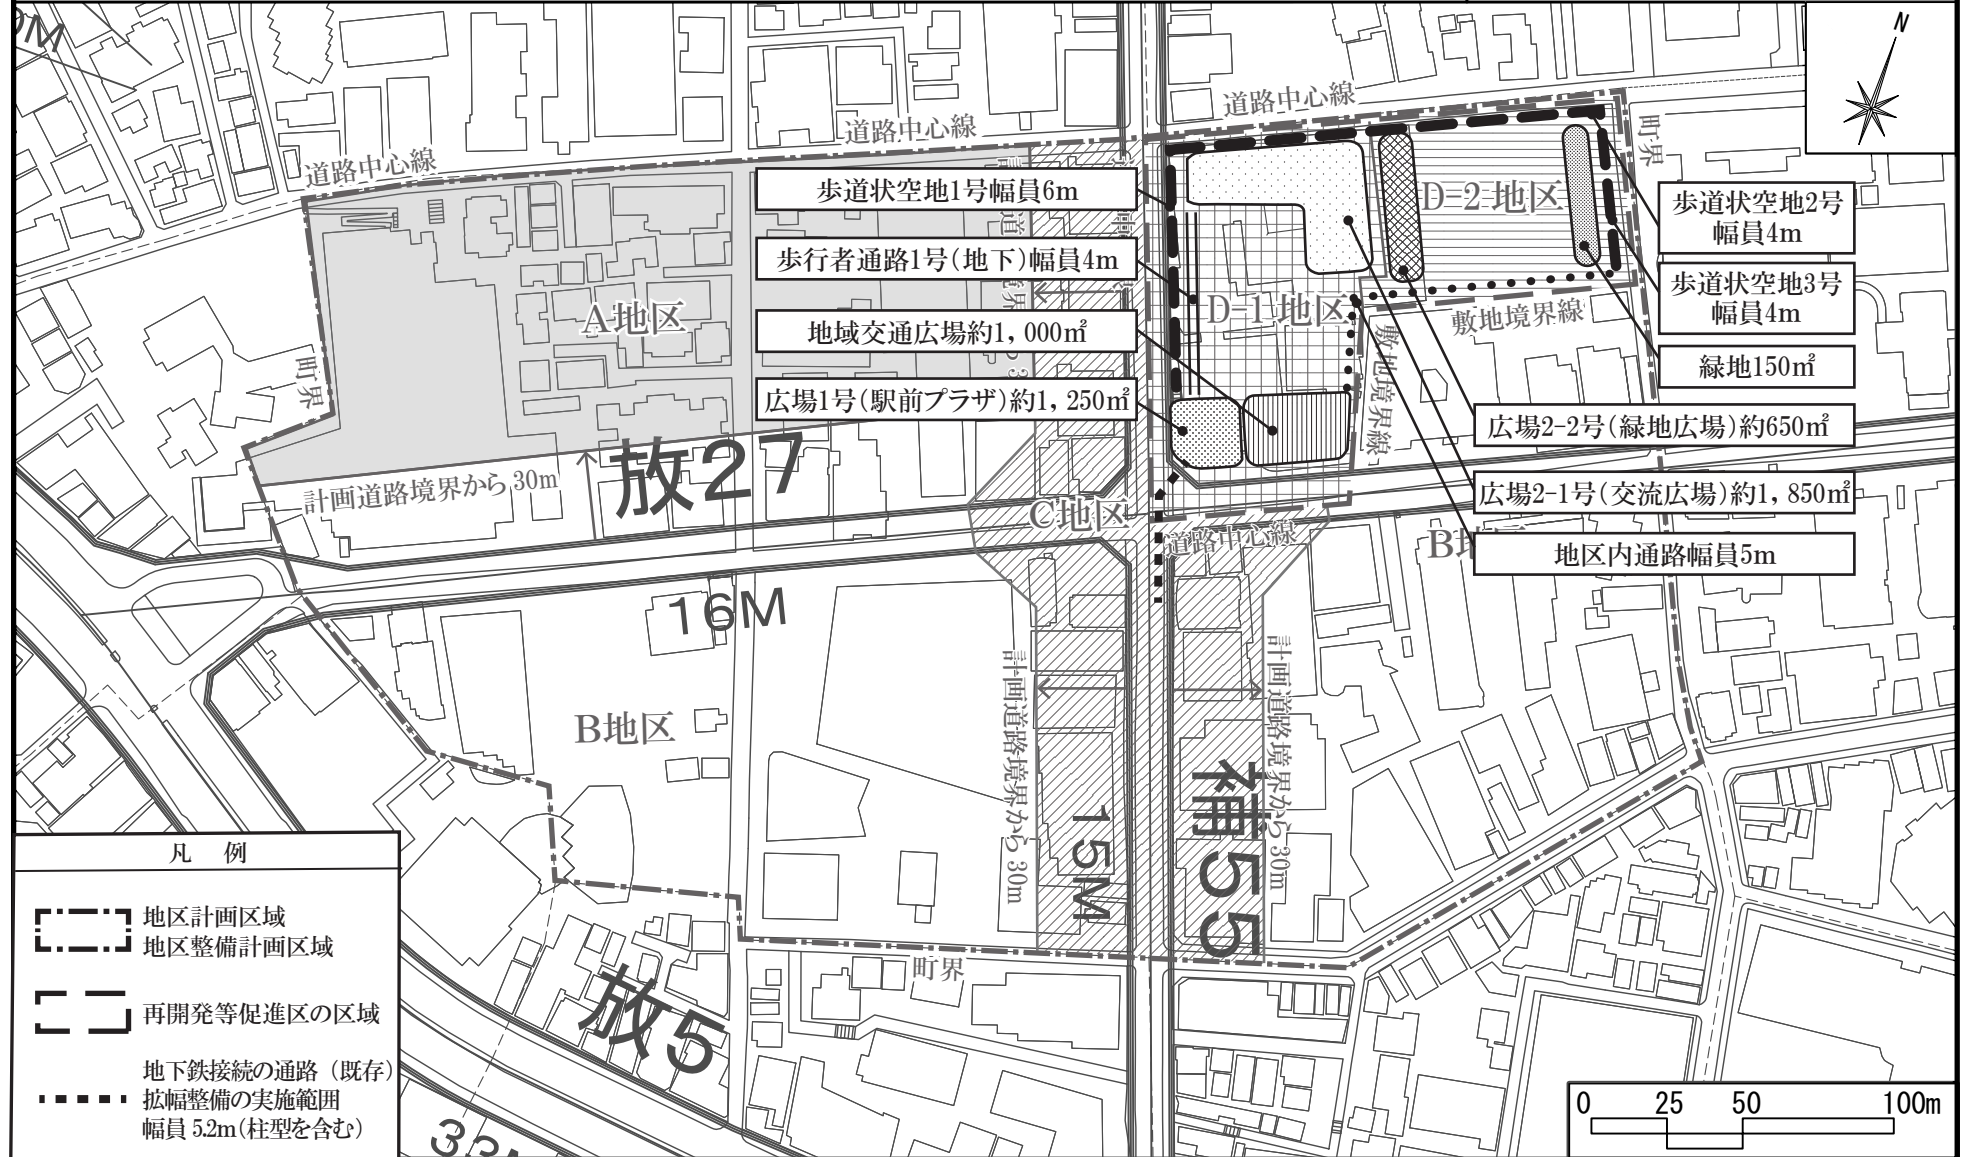 N
道路中心線
道路中心線
道路中心線
町界
歩道状空地1号幅員6m
歩行者通路1号(地下)幅員4m
地域交通広場約1,000㎡
広場1号(駅前プラザ)約1,250㎡
D-2地区
D-1地区
A地区
町界
敷地境界線
敷地境界線
歩道状空地2号
幅員4m
歩道状空地3号
幅員4m
緑地150㎡
広場2-2号(緑地広場)約650㎡
広場2-1号(交流広場)約1,850㎡
地区内通路幅員5m
計画道路境界から30m
放27
16M
C地区
道路中心線
B地区
計画道路境界から30m
計画道路境界から30m
15M
補55
町界
放5
凡 例
地区計画区域
地区整備計画区域
再開発等促進区の区域
地下鉄接続の通路(既存)
拡幅整備の実施範囲
幅員5.2m(柱型を含む)
0 25 50 100m